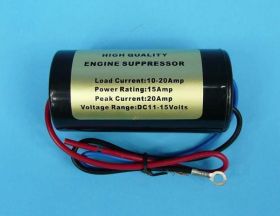 HIGH QUALITY
ENGINE SUPPRESSOR
Load Current:10-20Amp
Power Rating:15Amp
Peak Current:20Amp
Voltage Range:DC11-15Volts